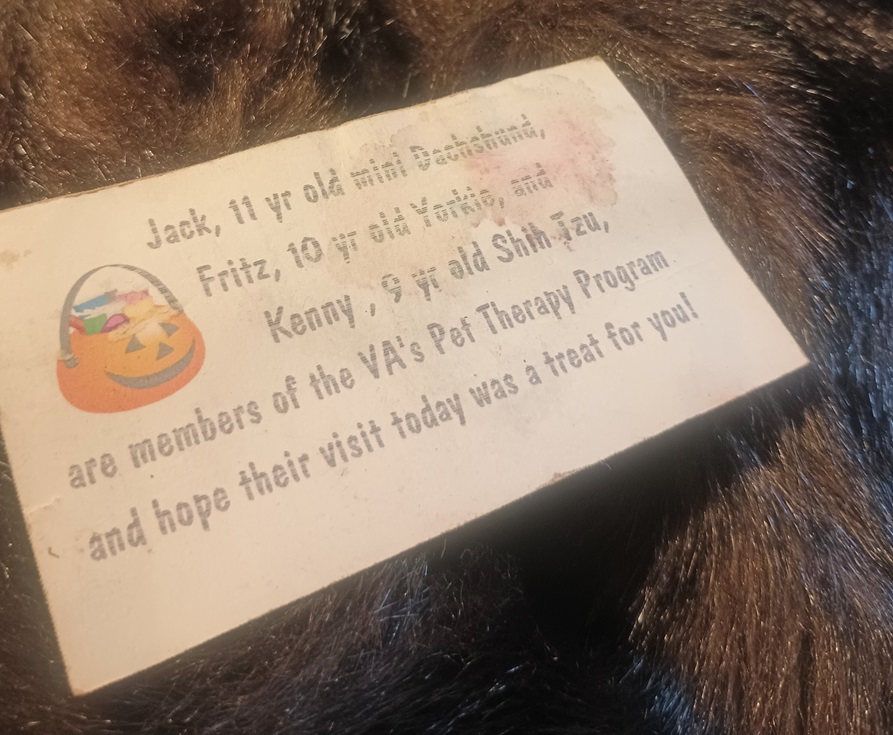 Jack, 11 yr old mini Dachshund,
Fritz, 10 yr old Yorkie, and
Kenny , 9 yr old Shih Tzu,
are members of the VA's Pet Therapy Program
and hope their visit today was a treat for you!